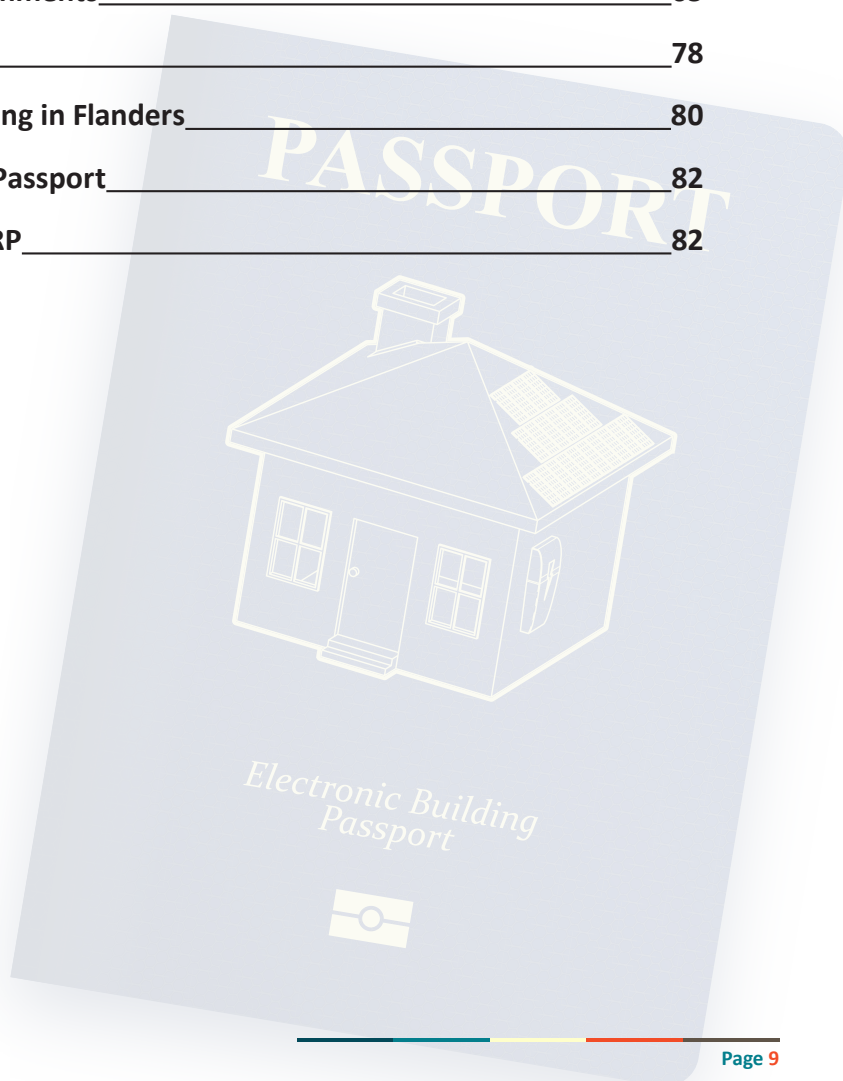 78
ng in Flanders 80
Passport 82
RP 82
PASSPORT
Electronic Building
Passport
Page 9